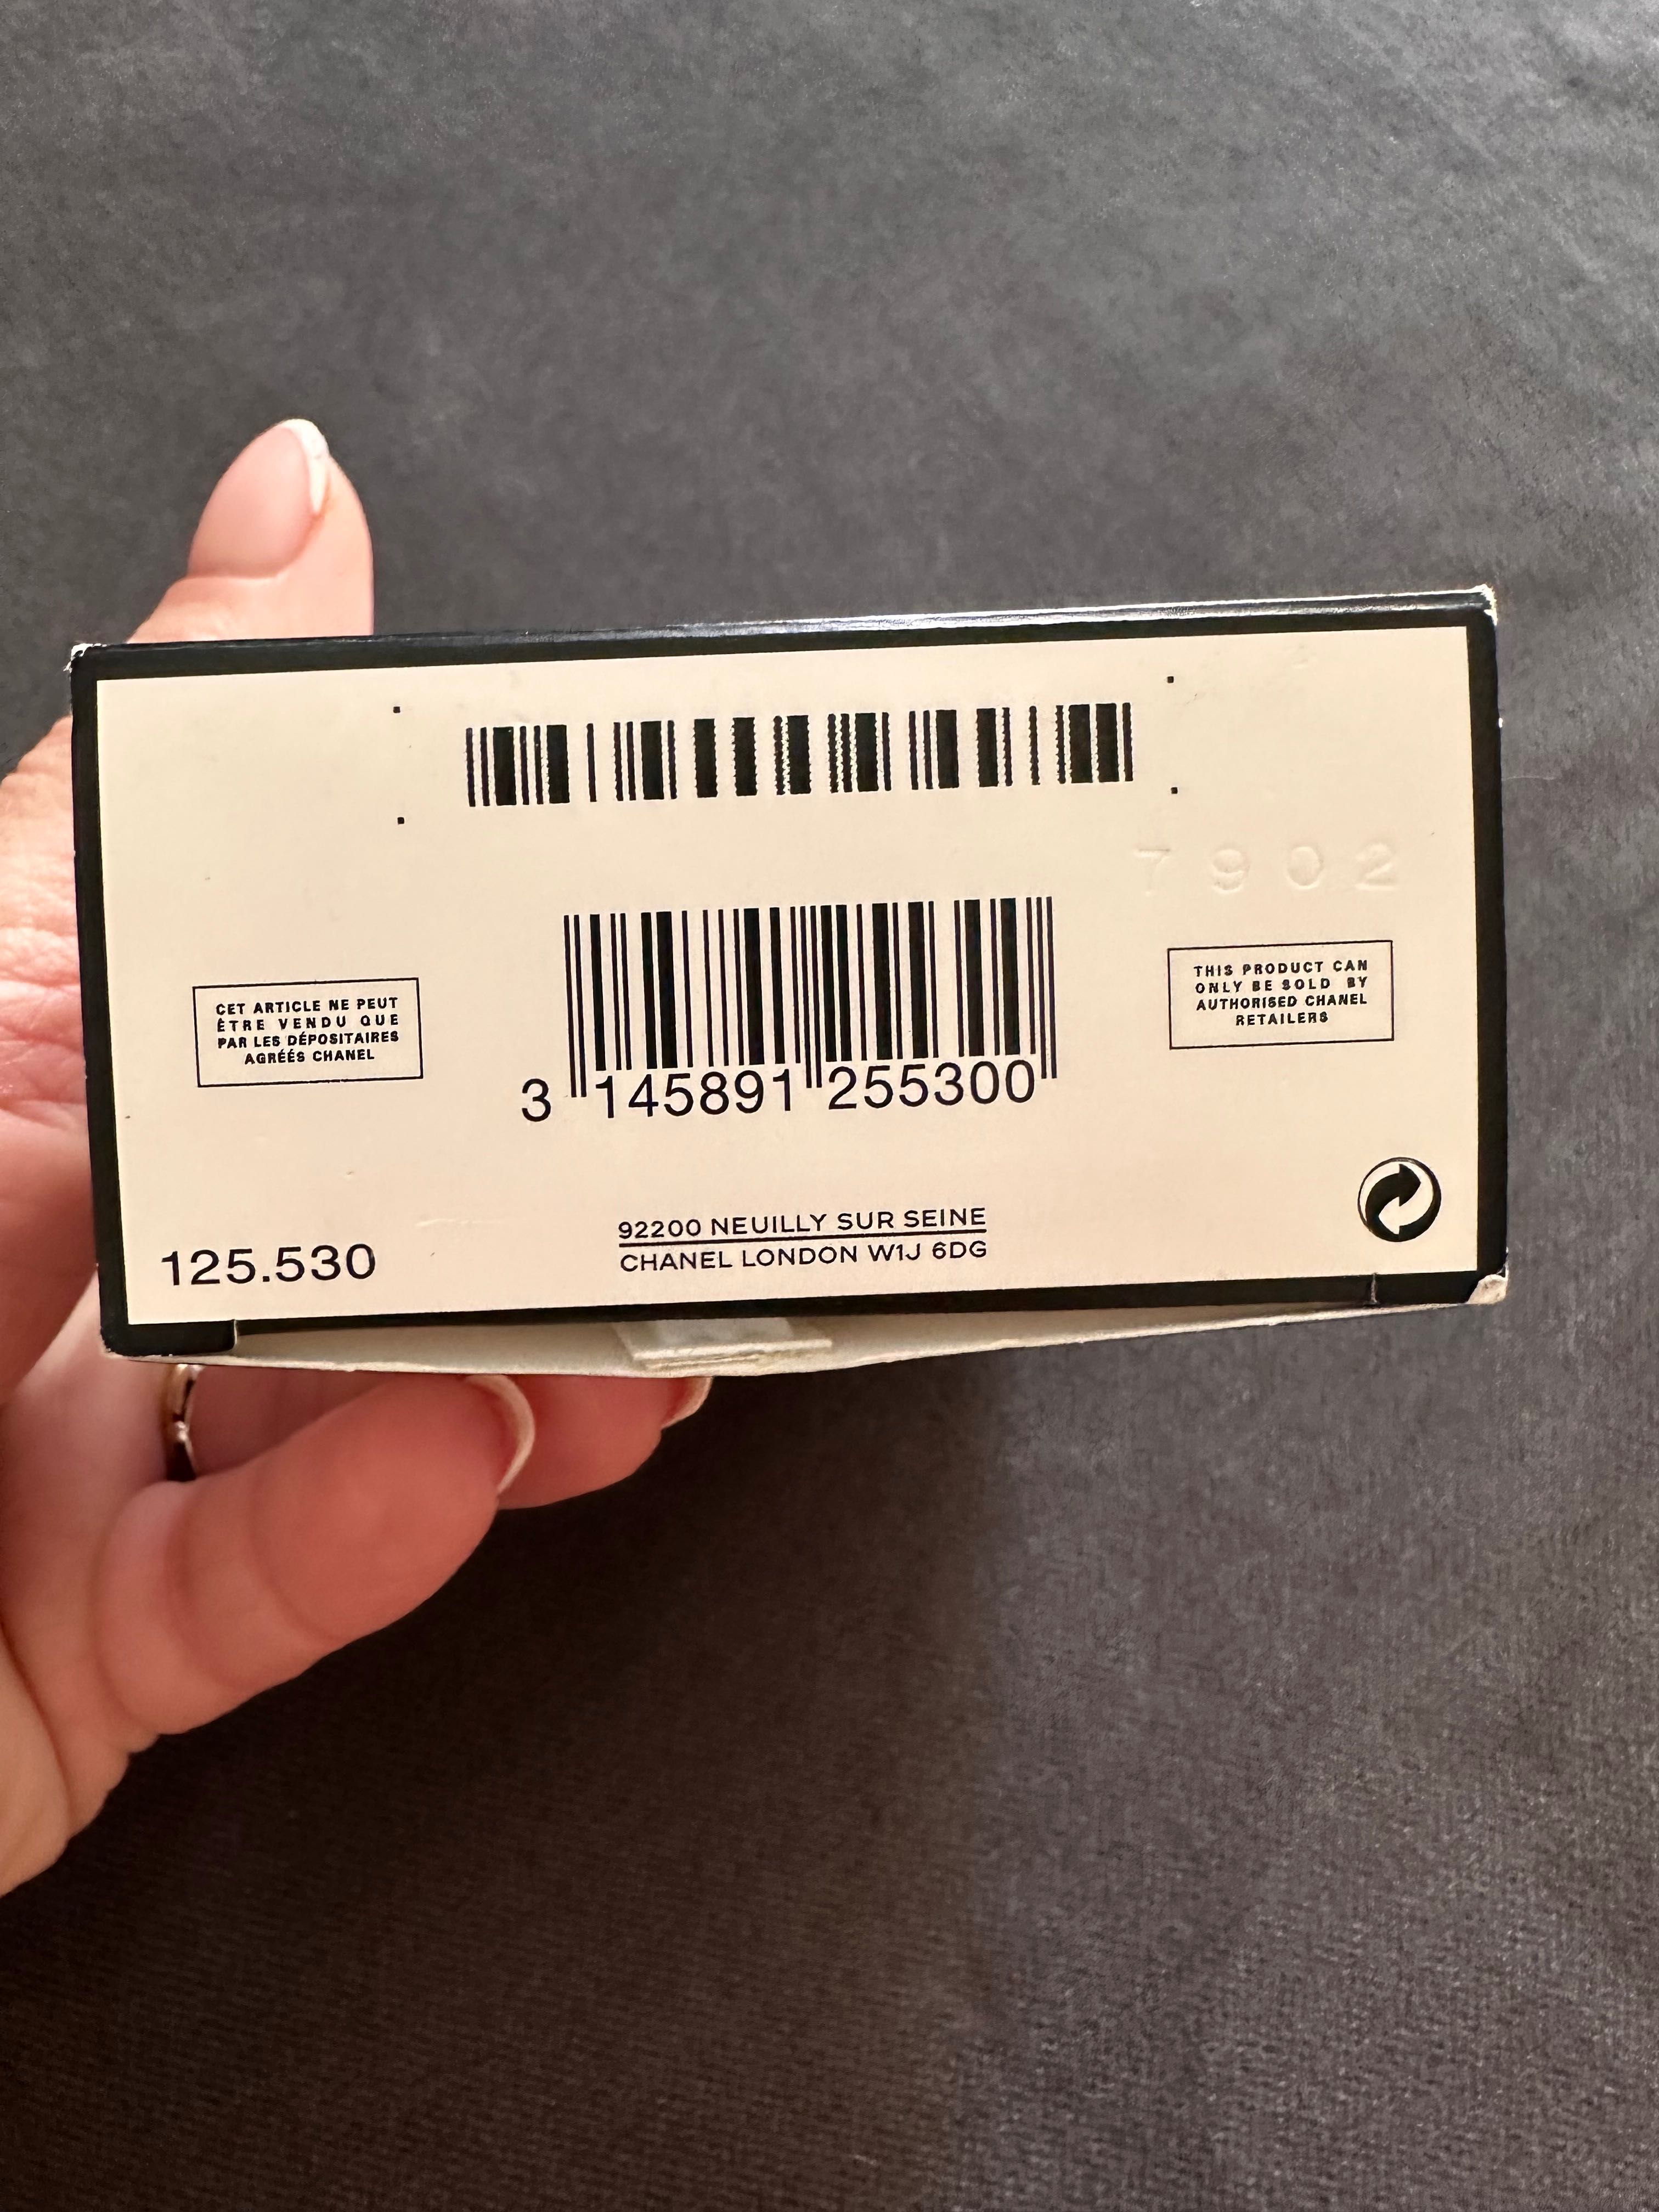 7902
CET ARTICLE NE PEUT
ÊTRE VENDU QUE
PAR LES DÉPOSITAIRES
AGRÉÉS CHANEL
THIS PRODUCT CAN
ONLY BE SOLD BY
AUTHORISED CHANEL
RETAILERS
3 145891 255300
92200 NEUILLY SUR SEINE
CHANEL LONDON W1J 6DG
125.530